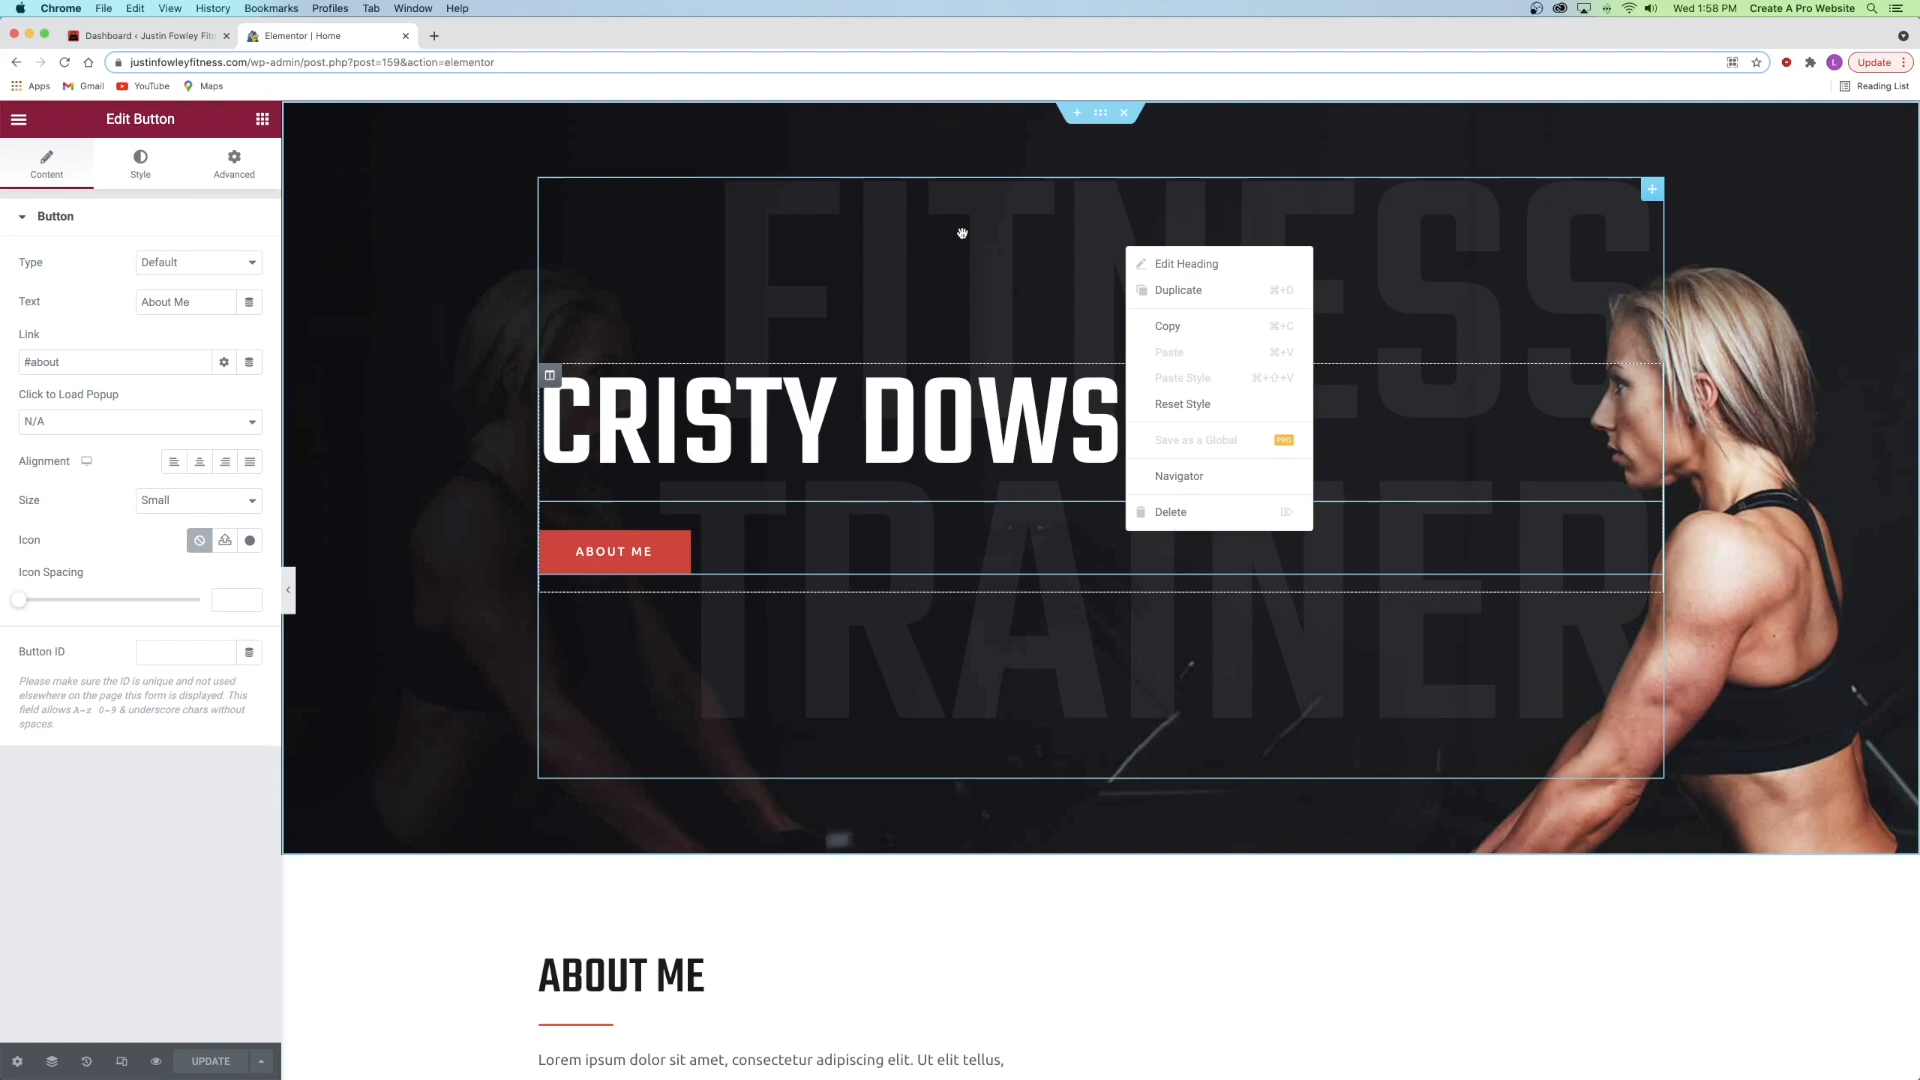 Chrome File Edit View History Bookmarks Profiles Tab Window Help
Wed 1:58 PM Create A Pro Website
Dashboard ‹ Justin Fowley Fitn
Elementor | Home
justinfowleyfitness.com/wp-admin/post.php?post=159&action=elementor
L
Update
Apps Gmail YouTube Maps
Reading List
Edit Button
Content Style Advanced
Button
Type Default
Text About Me
Link
#about
Click to Load Popup
N/A
Alignment
Size Small
Icon
Icon Spacing
Button ID
Please make sure the ID is unique and not used
elsewhere on the page this form is displayed. This
field allows A-z 0-9 & underscore chars without
spaces.
UPDATE
FITNESS
CRISTY DOWS
TRAINER
ABOUT ME
Edit Heading
Duplicate ⌘+D
Copy ⌘+C
Paste ⌘+V
Paste Style ⌘+⇧+V
Reset Style
Save as a Global PRO
Navigator
Delete ⌦
ABOUT ME
Lorem ipsum dolor sit amet, consectetur adipiscing elit. Ut elit tellus,